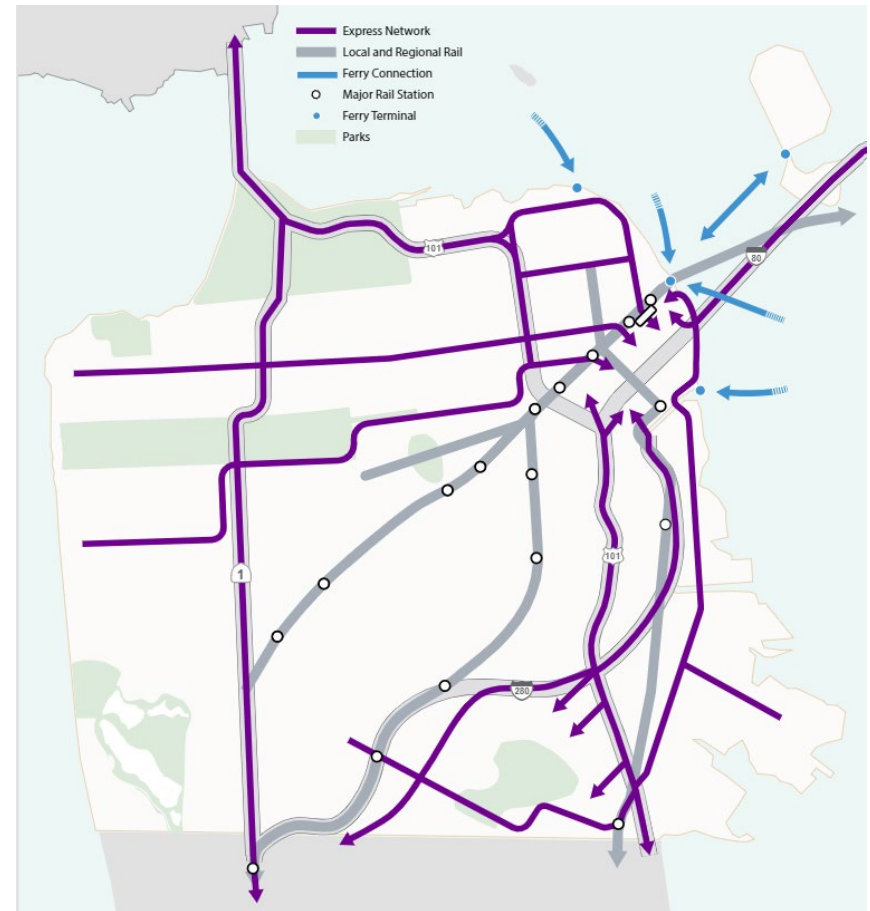 Express Network
Local and Regional Rail
Ferry Connection
Major Rail Station
Ferry Terminal
Parks
101
80
1
101
280